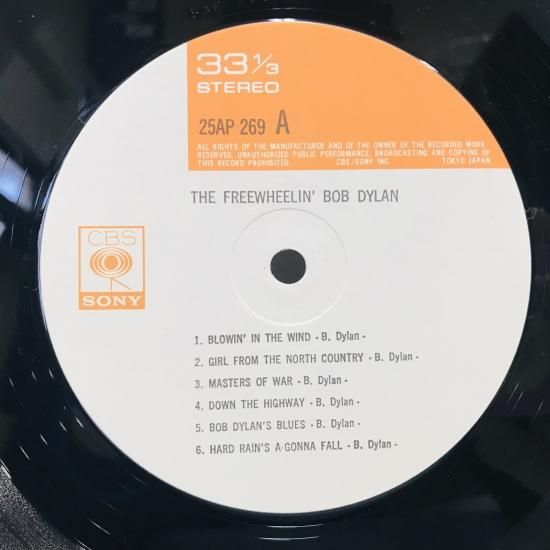 33 1/3
STEREO
25AP 269 A
ALL RIGHTS OF THE MANUFACTURER AND OF THE OWNER OF THE RECORDED WORK
RESERVED. UNAUTHORIZED PUBLIC PERFORMANCE, BROADCASTING AND COPYING OF
THIS RECORD PROHIBITED. CBS/SONY INC. TOKYO JAPAN.
THE FREEWHEELIN' BOB DYLAN
CBS
SONY
1. BLOWIN' IN THE WIND - B. Dylan -
2. GIRL FROM THE NORTH COUNTRY - B. Dylan -
3. MASTERS OF WAR - B. Dylan -
4. DOWN THE HIGHWAY - B. Dylan -
5. BOB DYLAN'S BLUES - B. Dylan -
6. HARD RAIN'S A-GONNA FALL - B. Dylan -